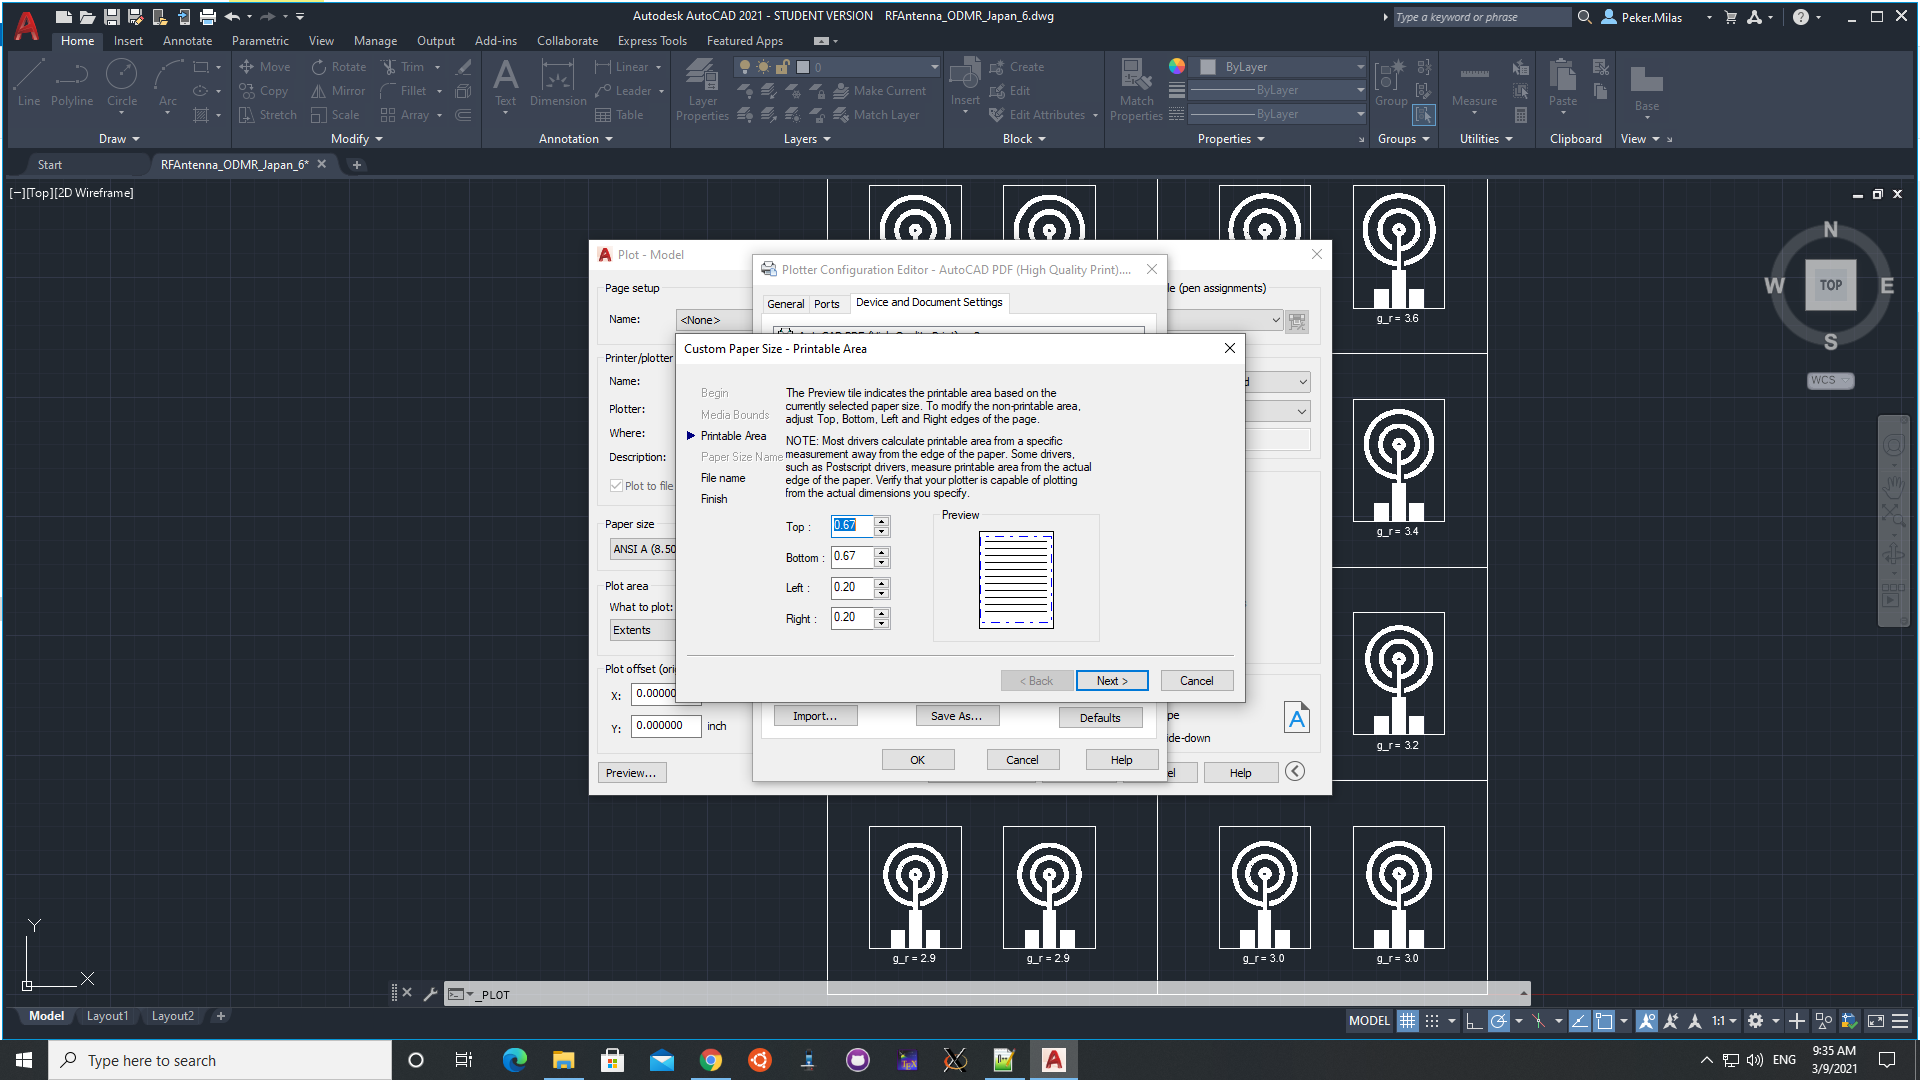 Autodesk AutoCAD 2021 - STUDENT VERSION RFAntenna_ODMR_Japan_6.dwg
Type a keyword or phrase
Peker.Milas
Home Insert Annotate Parametric View Manage Output Add-ins Collaborate Express Tools Featured Apps
Line Polyline Circle Arc
Draw
Move Rotate Trim
Copy Mirror Fillet
Stretch Scale Array
Modify
Text Dimension
Linear
Leader
Table
Annotation
Layer Properties
0
Make Current
Match Layer
Layers
Insert
Create
Edit
Edit Attributes
Block
Match Properties
ByLayer
ByLayer
ByLayer
Properties
Group
Groups
Measure
Utilities
Paste
Clipboard
Base
View
Start RFAntenna_ODMR_Japan_6*
[−][Top][2D Wireframe]
N
W TOP E
S
WCS
g_r = 3.6
g_r = 3.4
g_r = 3.2
g_r = 2.9 g_r = 2.9 g_r = 3.0 g_r = 3.0
Plot - Model
Page setup
Name: <None>
Printer/plotter
Name:
Plotter:
Where:
Description:
Plot to file
Paper size
ANSI A (8.50
Plot area
What to plot:
Extents
Plot offset (ori
X: 0.00000
Y: 0.000000 inch
Preview...
le (pen assignments)
d
pe
ide-down
el Help
Plotter Configuration Editor - AutoCAD PDF (High Quality Print)....
General Ports Device and Document Settings
Import... Save As... Defaults
OK Cancel Help
Custom Paper Size - Printable Area
Begin
Media Bounds
Printable Area
Paper Size Name
File name
Finish
The Preview tile indicates the printable area based on the
currently selected paper size. To modify the non-printable area,
adjust Top, Bottom, Left and Right edges of the page.
NOTE: Most drivers calculate printable area from a specific
measurement away from the edge of the paper. Some drivers,
such as Postscript drivers, measure printable area from the actual
edge of the paper. Verify that your plotter is capable of plotting
from the actual dimensions you specify.
Top : 0.67
Bottom : 0.67
Left : 0.20
Right : 0.20
Preview
< Back Next > Cancel
Y
X
_PLOT
Model Layout1 Layout2
MODEL 1:1
Type here to search
ENG
9:35 AM
3/9/2021